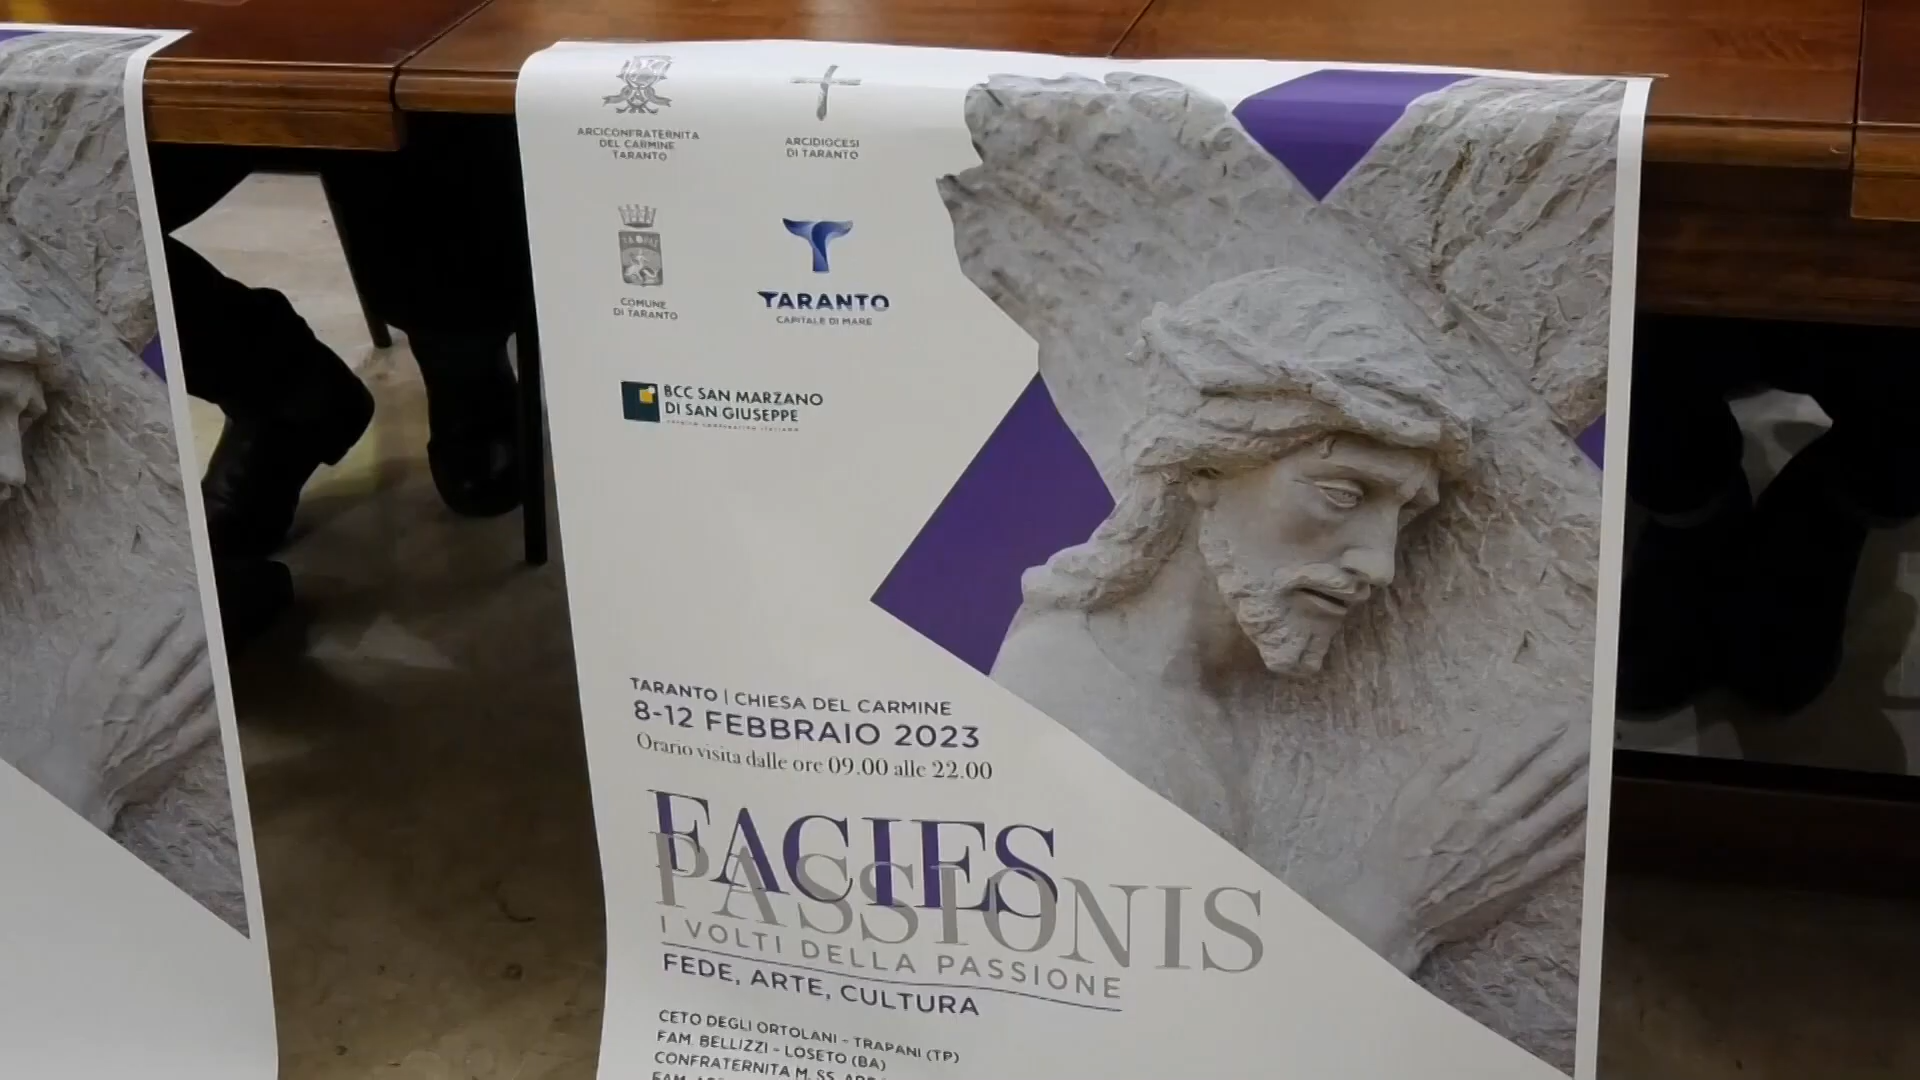 ARCICONFRATERNITA
DEL CARMINE
TARANTO
ARCIDIOCESI
DI TARANTO
COMUNE
DI TARANTO
TARANTO
CAPITALE DI MARE
BCC SAN MARZANO
DI SAN GIUSEPPE
TARANTO | CHIESA DEL CARMINE
8-12 FEBBRAIO 2023
Orario visita dalle ore 09.00 alle 22.00
FACIES
PASSIONIS
I VOLTI DELLA PASSIONE
FEDE, ARTE, CULTURA
CETO DEGLI ORTOLANI - TRAPANI (TP)
FAM. BELLIZZI - LOSETO (BA)
CONFRATERNITA M. SS.
FAM.